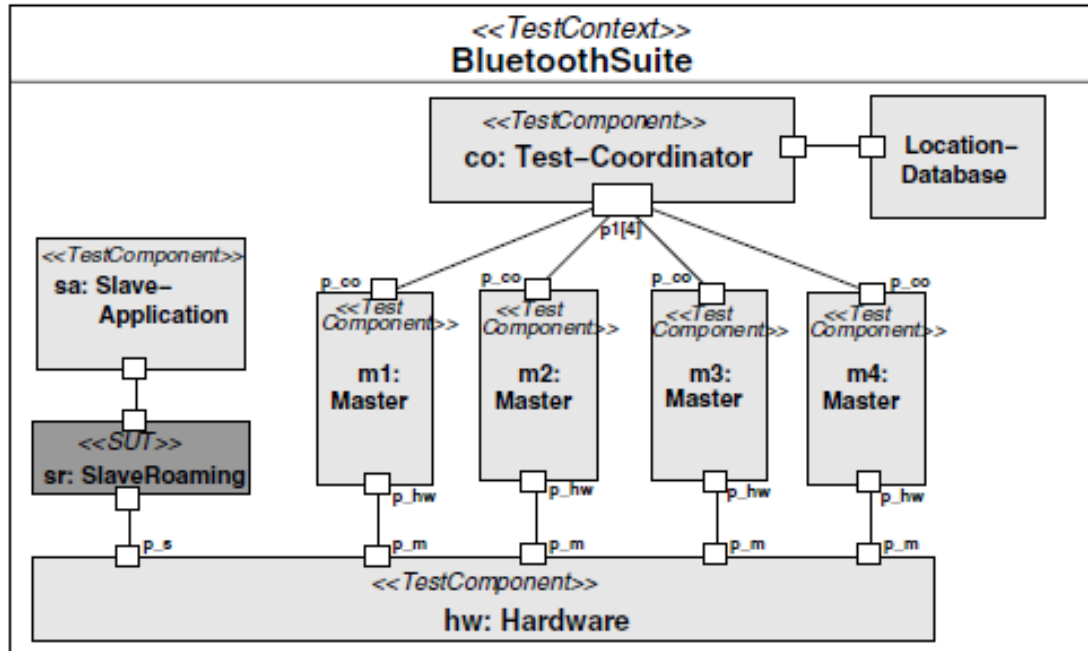 <<TestContext>>
BluetoothSuite
<<TestComponent>>
co: Test-Coordinator
Location-
Database
p1[4]
<<TestComponent>>
sa: Slave-
Application
p_co
p_co
p_co
p_co
<<Test
Component>>
m1:
Master
<<Test
Component>>
m2:
Master
<<Test
Component>>
m3:
Master
<<Test
Component>>
m4:
Master
<<SUT>>
sr: SlaveRoaming
p_hw
p_hw
p_hw
p_hw
p_s
p_m
p_m
p_m
p_m
<<TestComponent>>
hw: Hardware